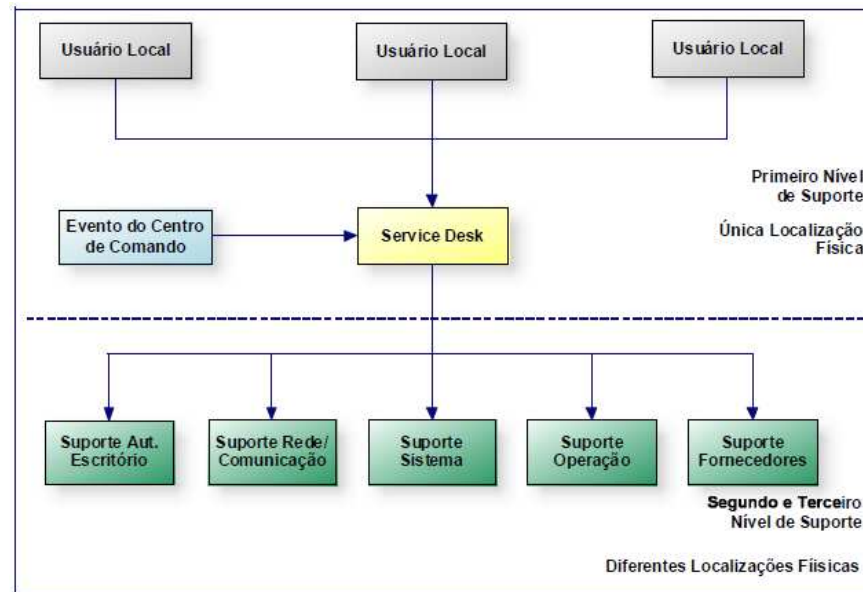 Usuário Local
Usuário Local
Usuário Local
Primeiro Nível
de Suporte
Única Localização
Física
Evento do Centro
de Comando
Service Desk
Suporte Aut.
Escritório
Suporte Rede/
Comunicação
Suporte
Sistema
Suporte
Operação
Suporte
Fornecedores
Segundo e Terceiro
Nível de Suporte
Diferentes Localizações Fíisicas